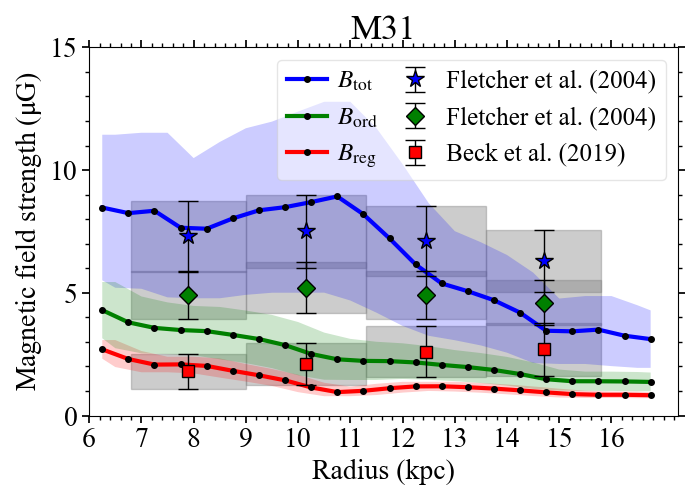 M31
Magnetic field strength (μG)
15
10
5
0
B_tot
B_ord
B_reg
Fletcher et al. (2004)
Fletcher et al. (2004)
Beck et al. (2019)
6 7 8 9 10 11 12 13 14 15 16
Radius (kpc)